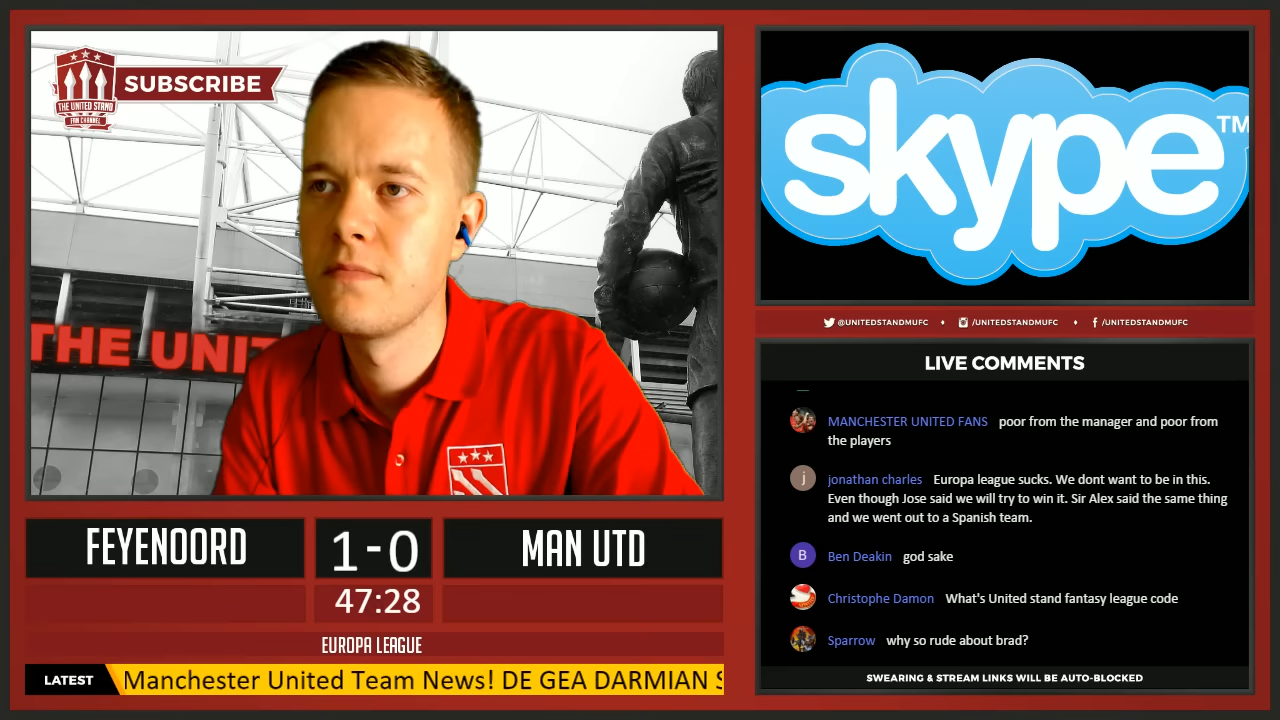 SUBSCRIBE
THE UNITED STAND
FAN CHANNEL
THE UNIT
skype™
@UNITEDSTANDMUFC • /UNITEDSTANDMUFC • /UNITEDSTANDMUFC
LIVE COMMENTS
MANCHESTER UNITED FANS poor from the manager and poor from
the players
j
jonathan charles Europa league sucks. We dont want to be in this.
Even though Jose said we will try to win it. Sir Alex said the same thing
and we went out to a Spanish team.
B
Ben Deakin god sake
Christophe Damon What's United stand fantasy league code
Sparrow why so rude about brad?
SWEARING & STREAM LINKS WILL BE AUTO-BLOCKED
FEYENOORD 1-0 MAN UTD
47:28
EUROPA LEAGUE
LATEST Manchester United Team News! DE GEA DARMIAN S